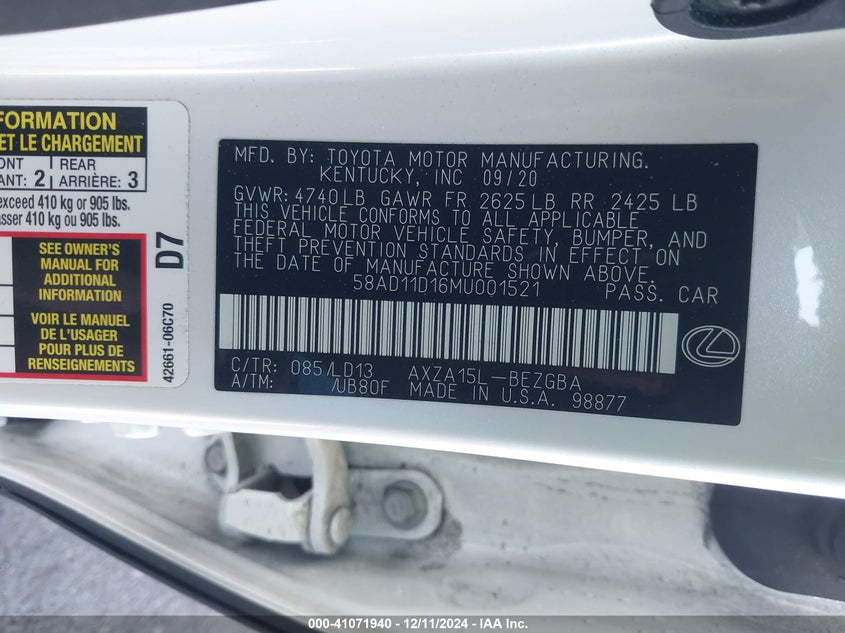 FORMATION
ET LE CHARGEMENT
ONT REAR
ANT: 2 ARRIÈRE: 3
exceed 410 kg or 905 lbs.
asser 410 kg ou 905 lbs.
SEE OWNER'S
MANUAL FOR
ADDITIONAL
INFORMATION
VOIR LE MANUEL
DE L'USAGER
POUR PLUS DE
RENSEIGNEMENTS
D7
42661-06C70
MFD. BY: TOYOTA MOTOR MANUFACTURING.
KENTUCKY, INC 09/20
GVWR: 4740LB GAWR FR 2625LB RR 2425 LB
THIS VEHICLE CONFORMS TO ALL APPLICABLE
FEDERAL MOTOR VEHICLE SAFETY, BUMPER, AND
THEFT PREVENTION STANDARDS IN EFFECT ON
THE DATE OF MANUFACTURE SHOWN ABOVE.
58AD11D16MU001521 PASS. CAR
C/TR: 085/LD13 AXZA15L-BEZGBA
A/TM: /UB80F MADE IN U.S.A. 98877
000-41071940 - 12/11/2024 - IAA Inc.